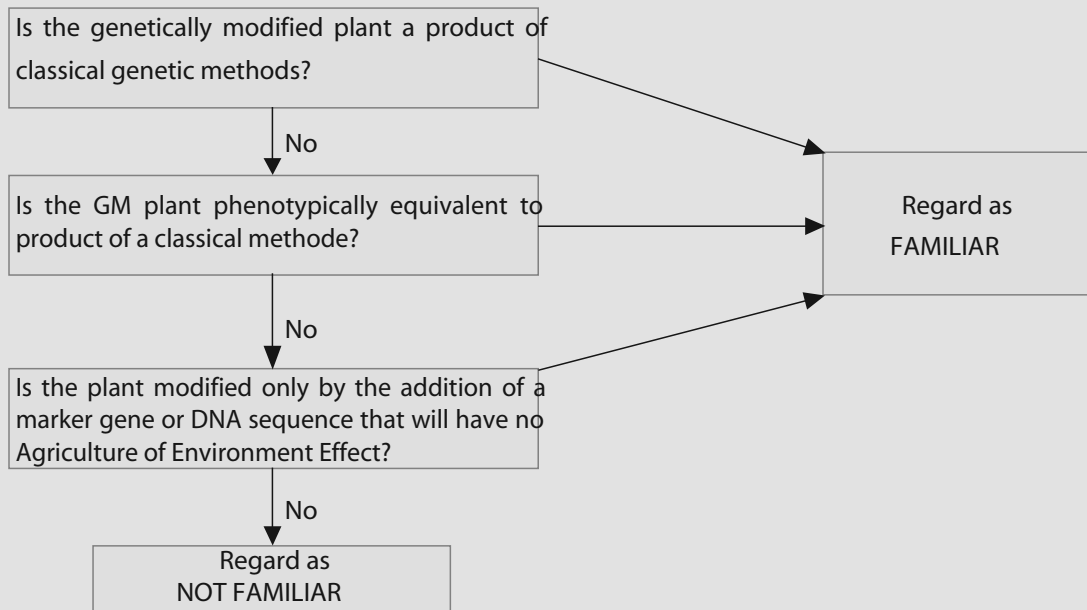 Is the genetically modified plant a product of
classical genetic methods?
No
Is the GM plant phenotypically equivalent to
product of a classical methode?
Regard as
FAMILIAR
No
Is the plant modified only by the addition of a
marker gene or DNA sequence that will have no
Agriculture of Environment Effect?
No
Regard as
NOT FAMILIAR